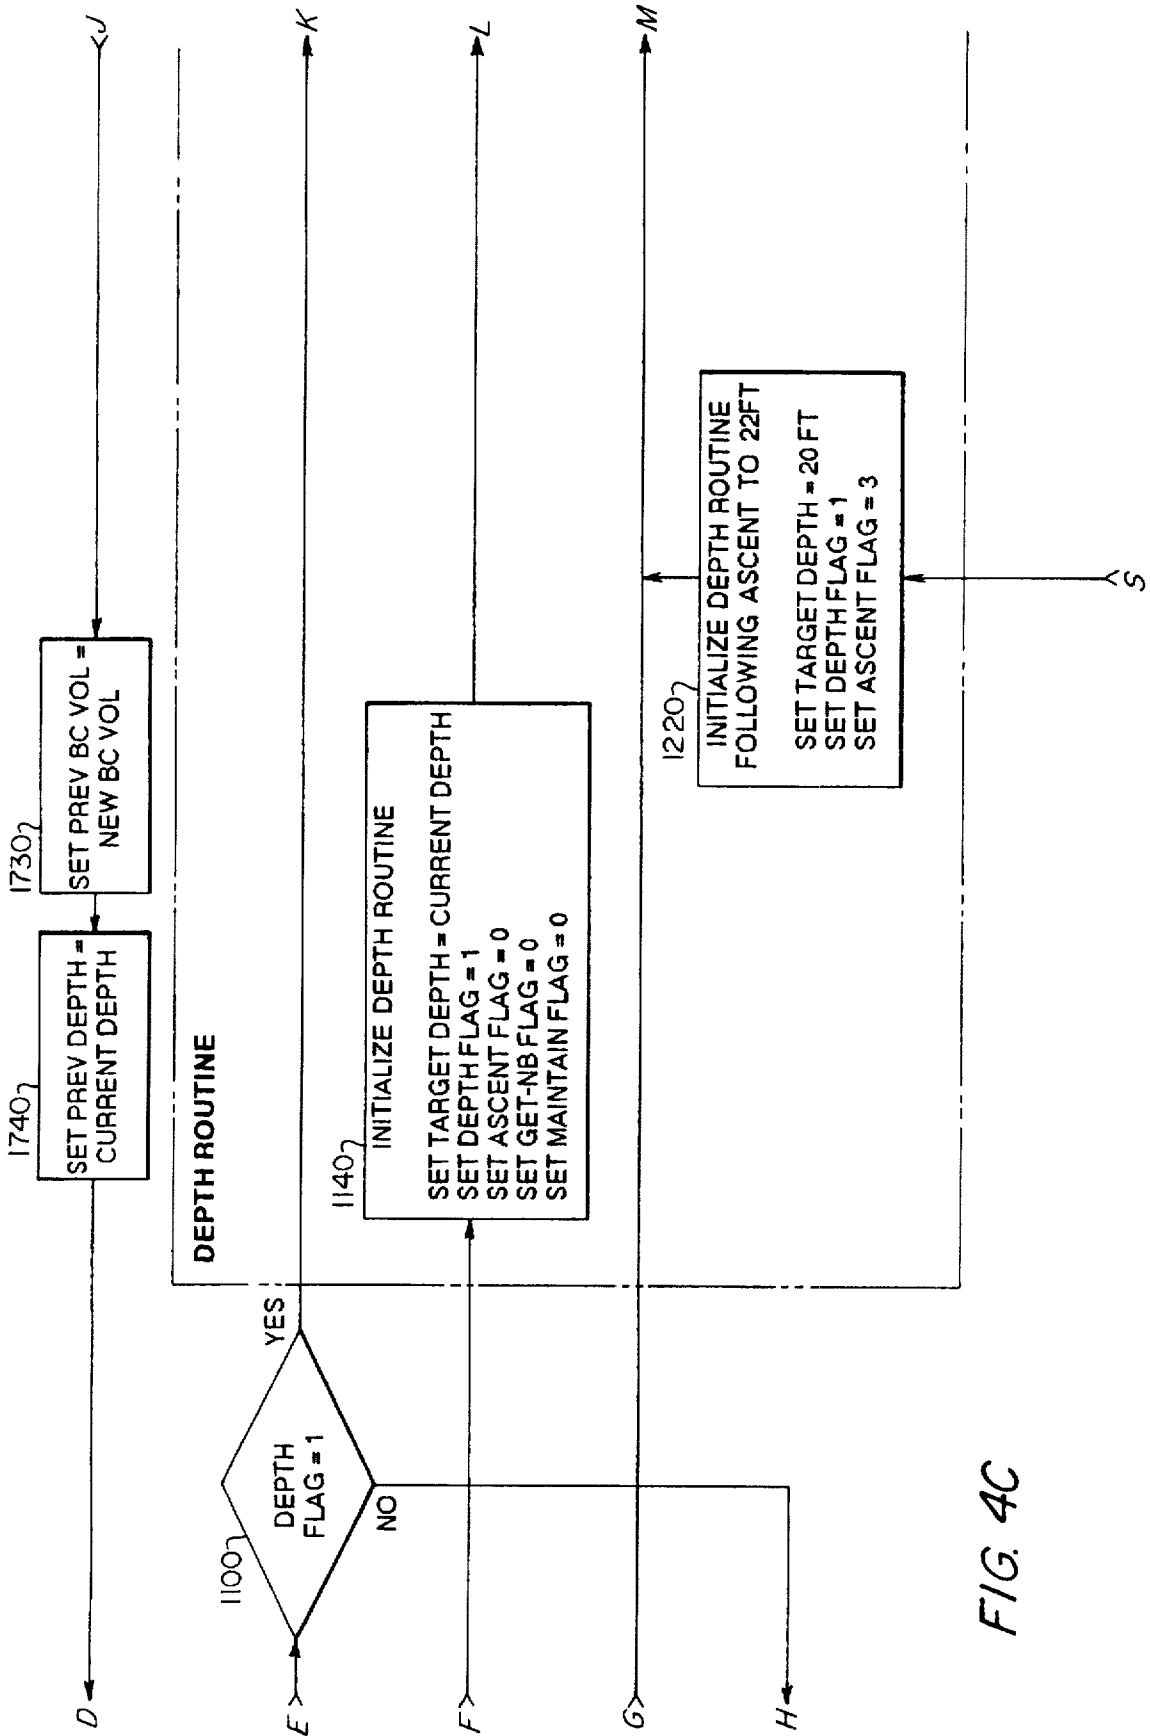 D
1740
SET PREV DEPTH =
CURRENT DEPTH
1730
SET PREV BC VOL =
NEW BC VOL
J
DEPTH ROUTINE
E
1100
DEPTH
FLAG = 1
YES
NO
K
F
1140
INITIALIZE DEPTH ROUTINE
SET TARGET DEPTH = CURRENT DEPTH
SET DEPTH FLAG = 1
SET ASCENT FLAG = 0
SET GET-NB FLAG = 0
SET MAINTAIN FLAG = 0
L
G
M
1220
INITIALIZE DEPTH ROUTINE
FOLLOWING ASCENT TO 22FT
SET TARGET DEPTH = 20 FT
SET DEPTH FLAG = 1
SET ASCENT FLAG = 3
H
S
FIG. 4C